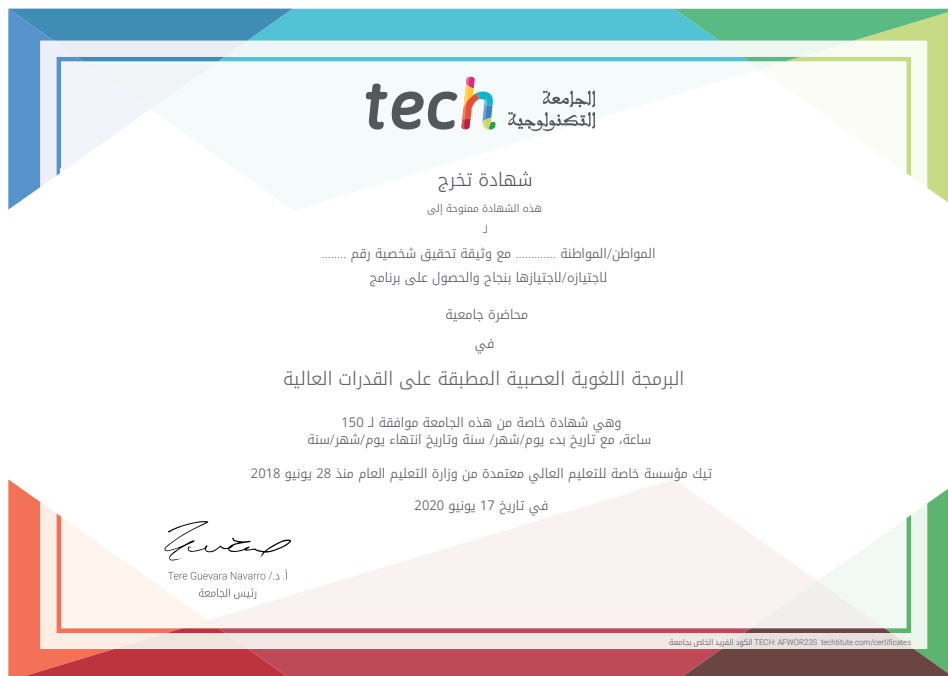 tech الجامعة
التكنولوجية
شهادة تخرج
هذه الشهادة ممنوحة إلى
لـ
المواطن/المواطنة ............ مع وثيقة تحقيق شخصية رقم ........
لاجتيازه/لاجتيازها بنجاح والحصول على برنامج
محاضرة جامعية
في
البرمجة اللغوية العصبية المطبقة على القدرات العالية
وهي شهادة خاصة من هذه الجامعة موافقة لـ 150
ساعة، مع تاريخ بدء يوم/شهر/ سنة وتاريخ انتهاء يوم/شهر/سنة
تيك مؤسسة خاصة للتعليم العالي معتمدة من وزارة التعليم العام منذ 28 يونيو 2018
في تاريخ 17 يونيو 2020
أ. د./ Tere Guevara Navarro
رئيس الجامعة
الكود الفريد الخاص بجامعة TECH: AFWOR23S techtitute.com/certificates